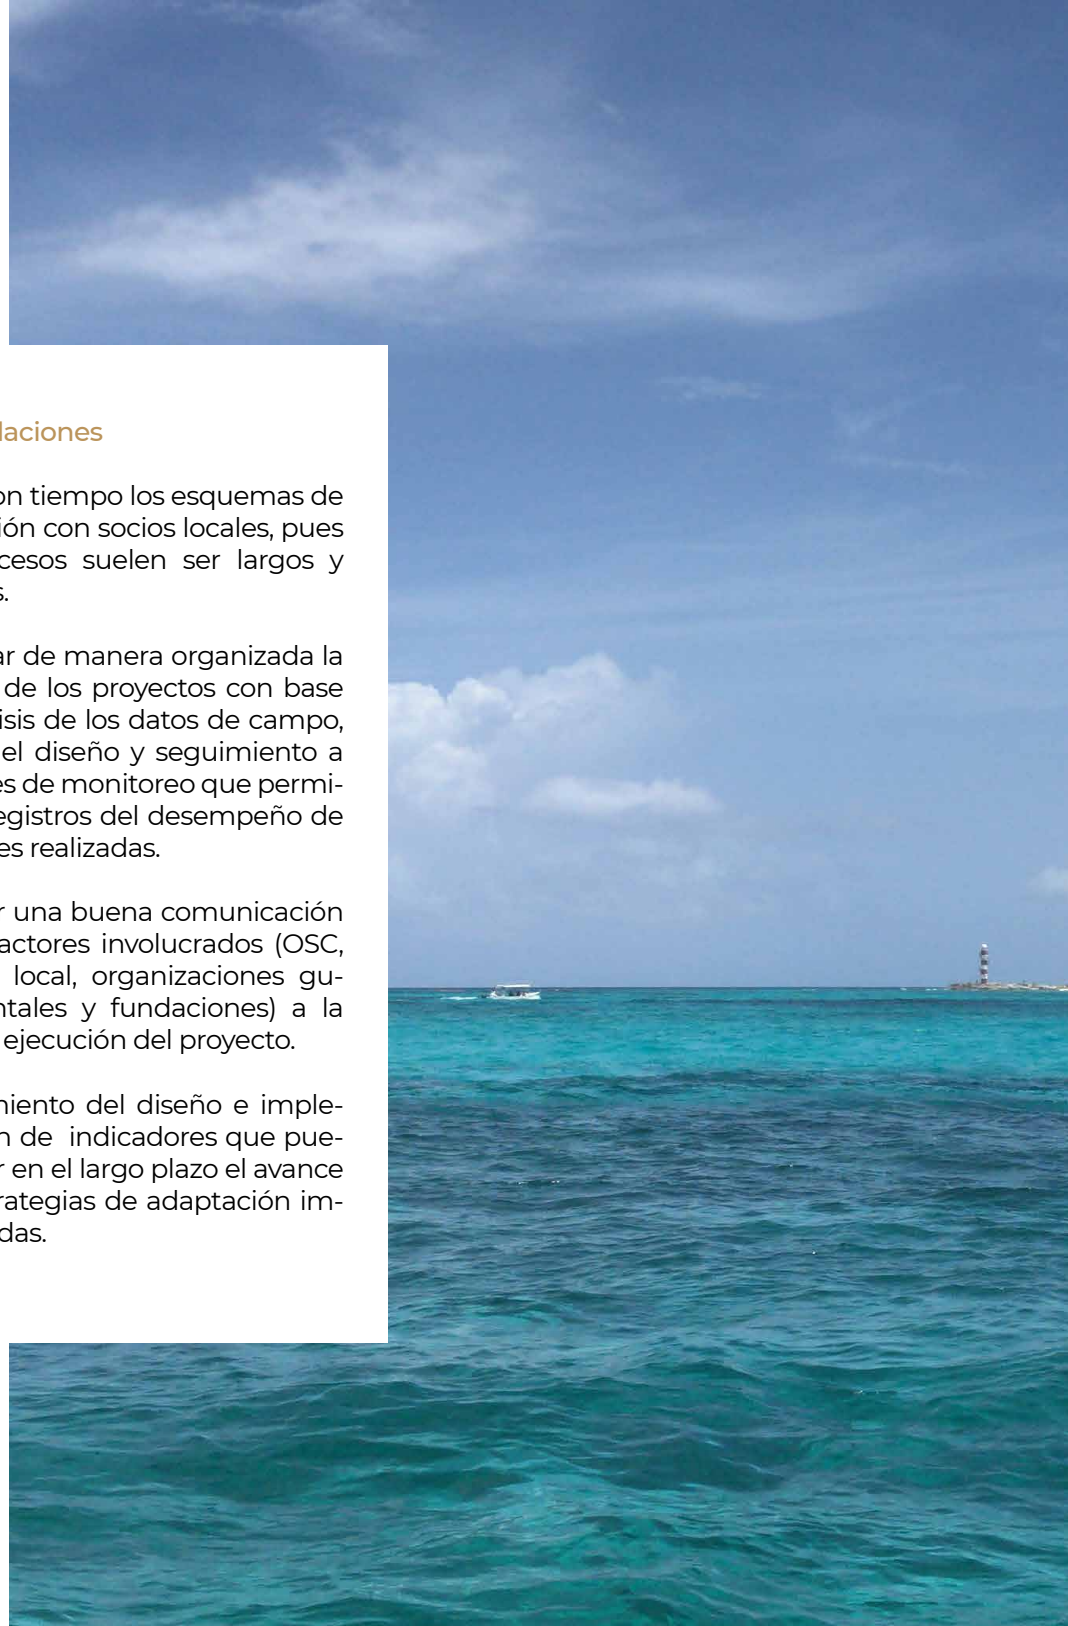 laciones
on tiempo los esquemas de
ión con socios locales, pues
cesos suelen ser largos y
s.
ar de manera organizada la
de los proyectos con base
isis de los datos de campo,
el diseño y seguimiento a
es de monitoreo que permi-
egistros del desempeño de
es realizadas.
r una buena comunicación
actores involucrados (OSC,
local, organizaciones gu-
ntales y fundaciones) a la
ejecución del proyecto.
niento del diseño e imple-
n de indicadores que pue-
r en el largo plazo el avance
rategias de adaptación im-
das.